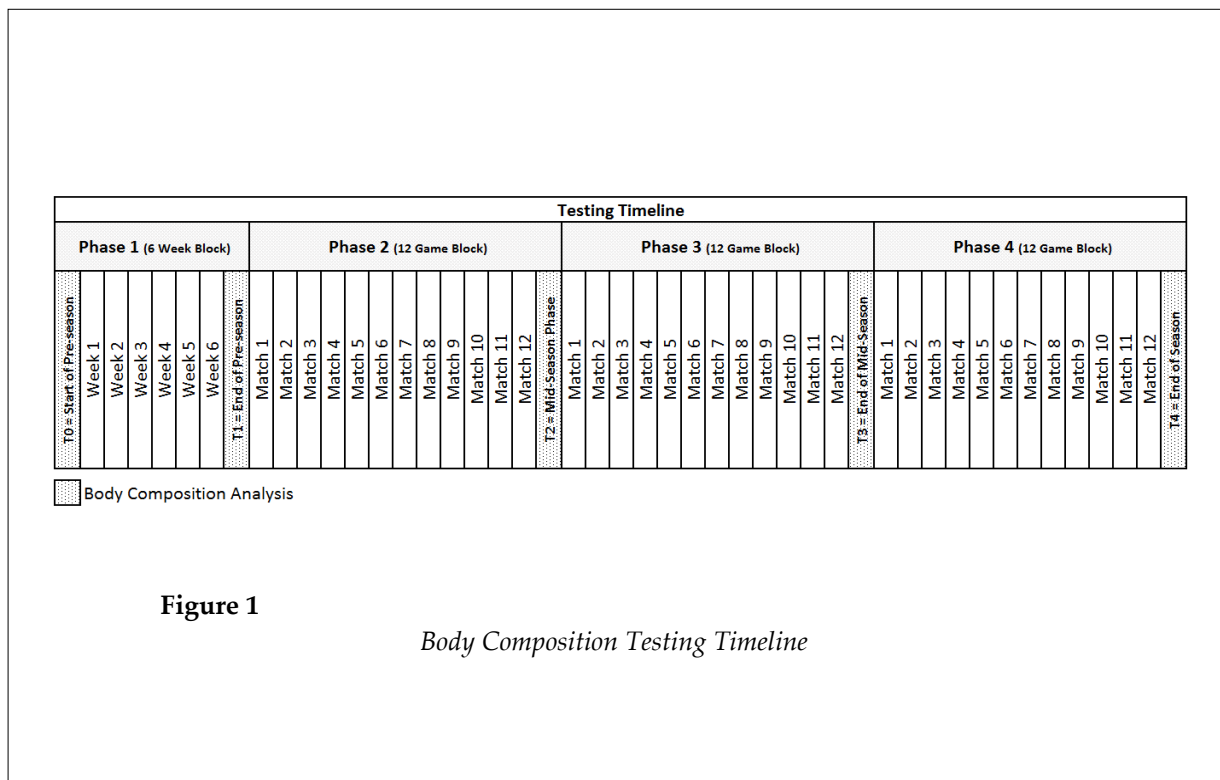 Testing Timeline
Phase 1 (6 Week Block)
Phase 2 (12 Game Block)
Phase 3 (12 Game Block)
Phase 4 (12 Game Block)
T0 = Start of Pre-season
Week 1
Week 2
Week 3
Week 4
Week 5
Week 6
T1 = End of Pre-season
Match 1
Match 2
Match 3
Match 4
Match 5
Match 6
Match 7
Match 8
Match 9
Match 10
Match 11
Match 12
T2 = Mid-Season Phase
Match 1
Match 2
Match 3
Match 4
Match 5
Match 6
Match 7
Match 8
Match 9
Match 10
Match 11
Match 12
T3 = End of Mid-Season
Match 1
Match 2
Match 3
Match 4
Match 5
Match 6
Match 7
Match 8
Match 9
Match 10
Match 11
Match 12
T4 = End of Season
Body Composition Analysis
Figure 1
Body Composition Testing Timeline